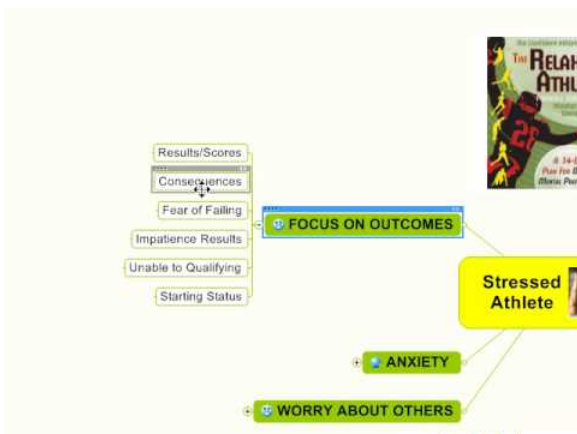 THE RELAX
ATHL
Results/Scores
Consequences
Fear of Failing
Impatience Results
Unable to Qualifying
Starting Status
FOCUS ON OUTCOMES
Stressed
Athlete
ANXIETY
WORRY ABOUT OTHERS